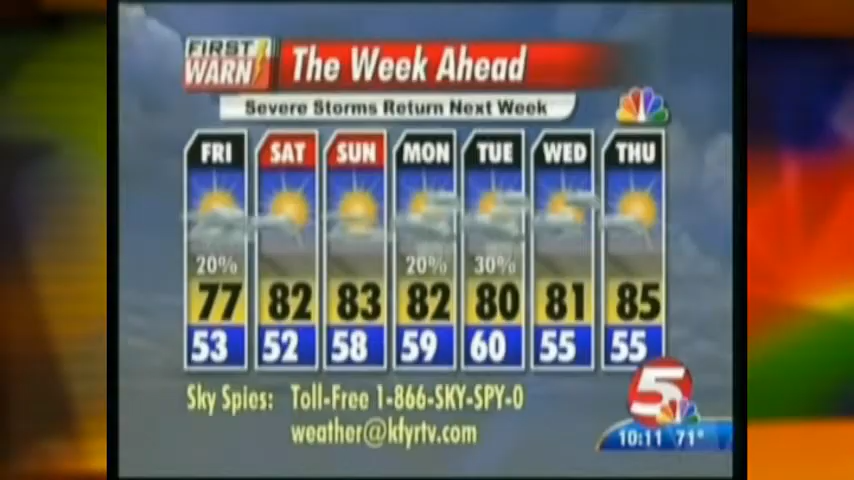 FIRST WARN
The Week Ahead
Severe Storms Return Next Week
FRI SAT SUN MON TUE WED THU
20% 20% 30%
77 82 83 82 80 81 85
53 52 58 59 60 55 55
Sky Spies: Toll-Free 1-866-SKY-SPY-0
weather@kfyrtv.com
5
10:11 71°